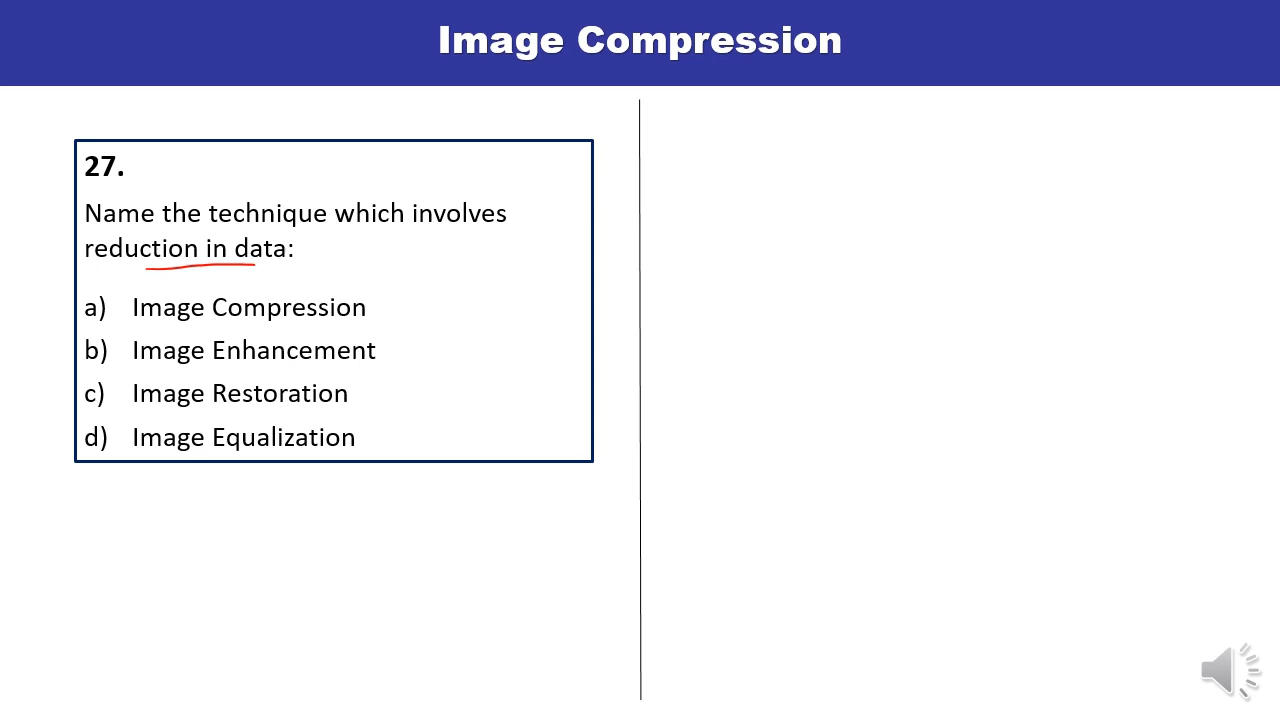 Image Compression
27.
Name the technique which involves
reduction in data:
a) Image Compression
b) Image Enhancement
c) Image Restoration
d) Image Equalization